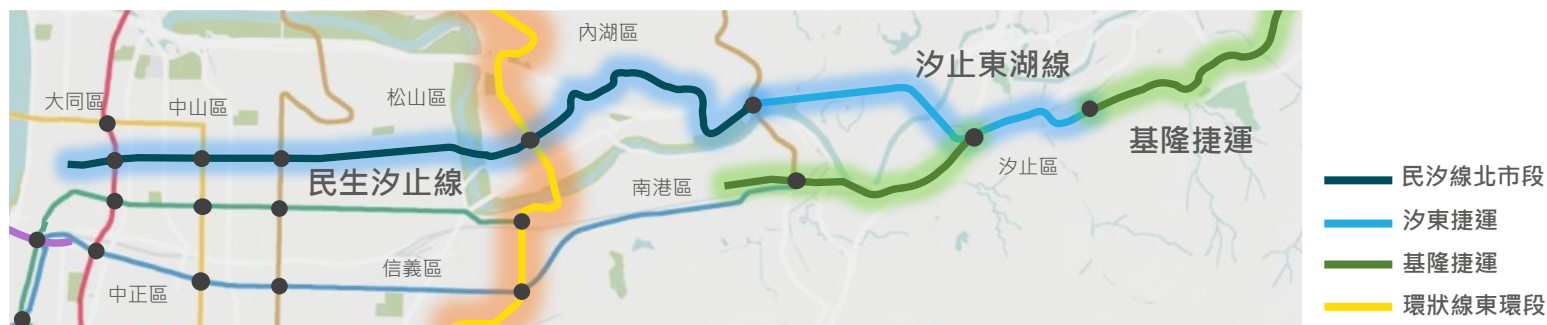 內湖區
汐止東湖線
大同區
中山區
松山區
基隆捷運
汐止區
民生汐止線
南港區
信義區
中正區
民汐線北市段
汐東捷運
基隆捷運
環狀線東環段